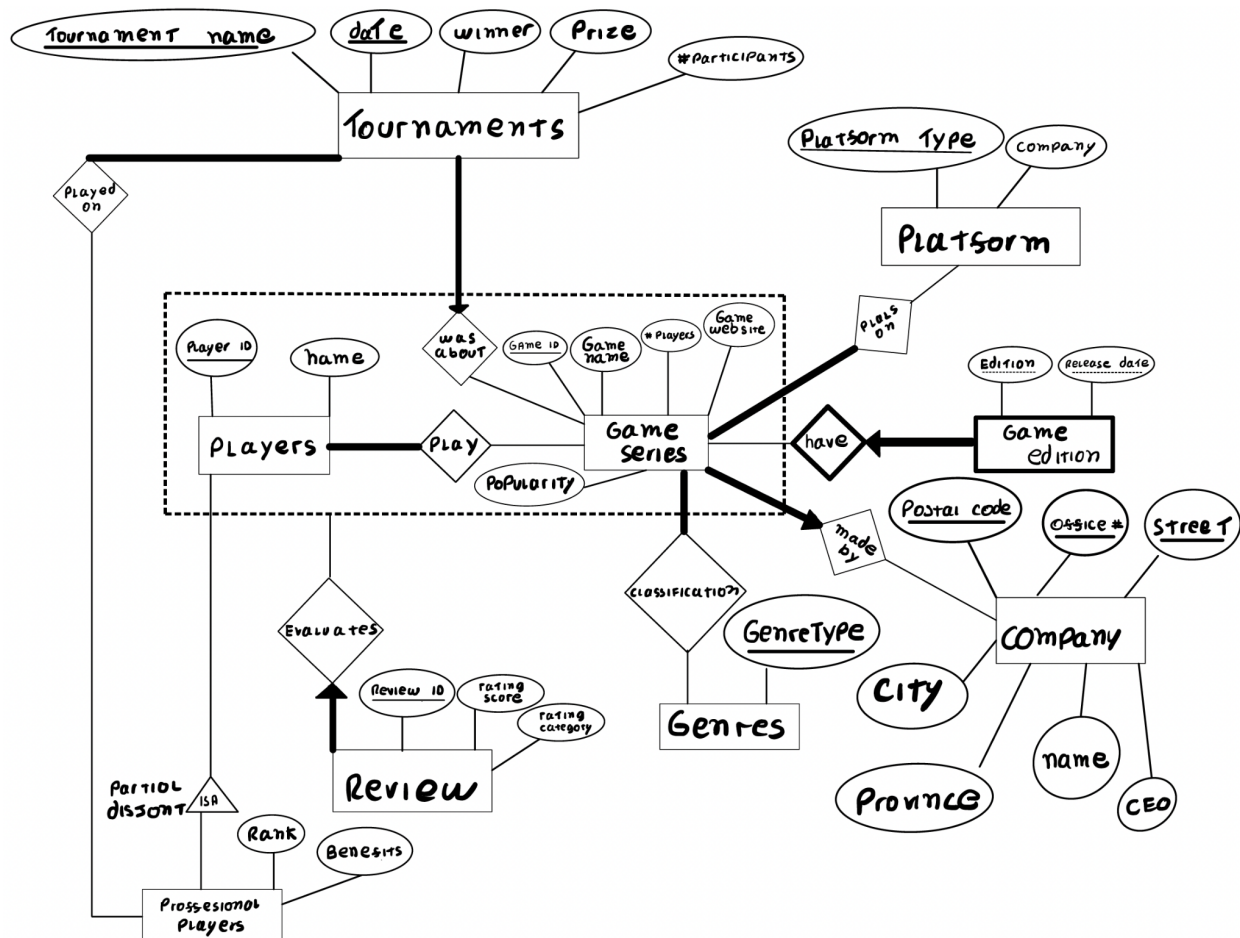 Tournament name
date
winner
Prize
#Participants
Tournaments
Platform Type
company
Platform
Played
on
Plays
on
Player ID
name
was
about
GAME ID
Game
name
# Players
Game
website
Players
PLAY
Game
series
Popularity
have
Edition
Release date
Game
edition
made
by
Postal code
office #
Street
Company
City
Province
name
CEO
Classification
GenreType
Genres
Evaluates
Review ID
rating
score
rating
category
Review
Partial
disjont
ISA
Rank
Benefits
Proffesional
Players